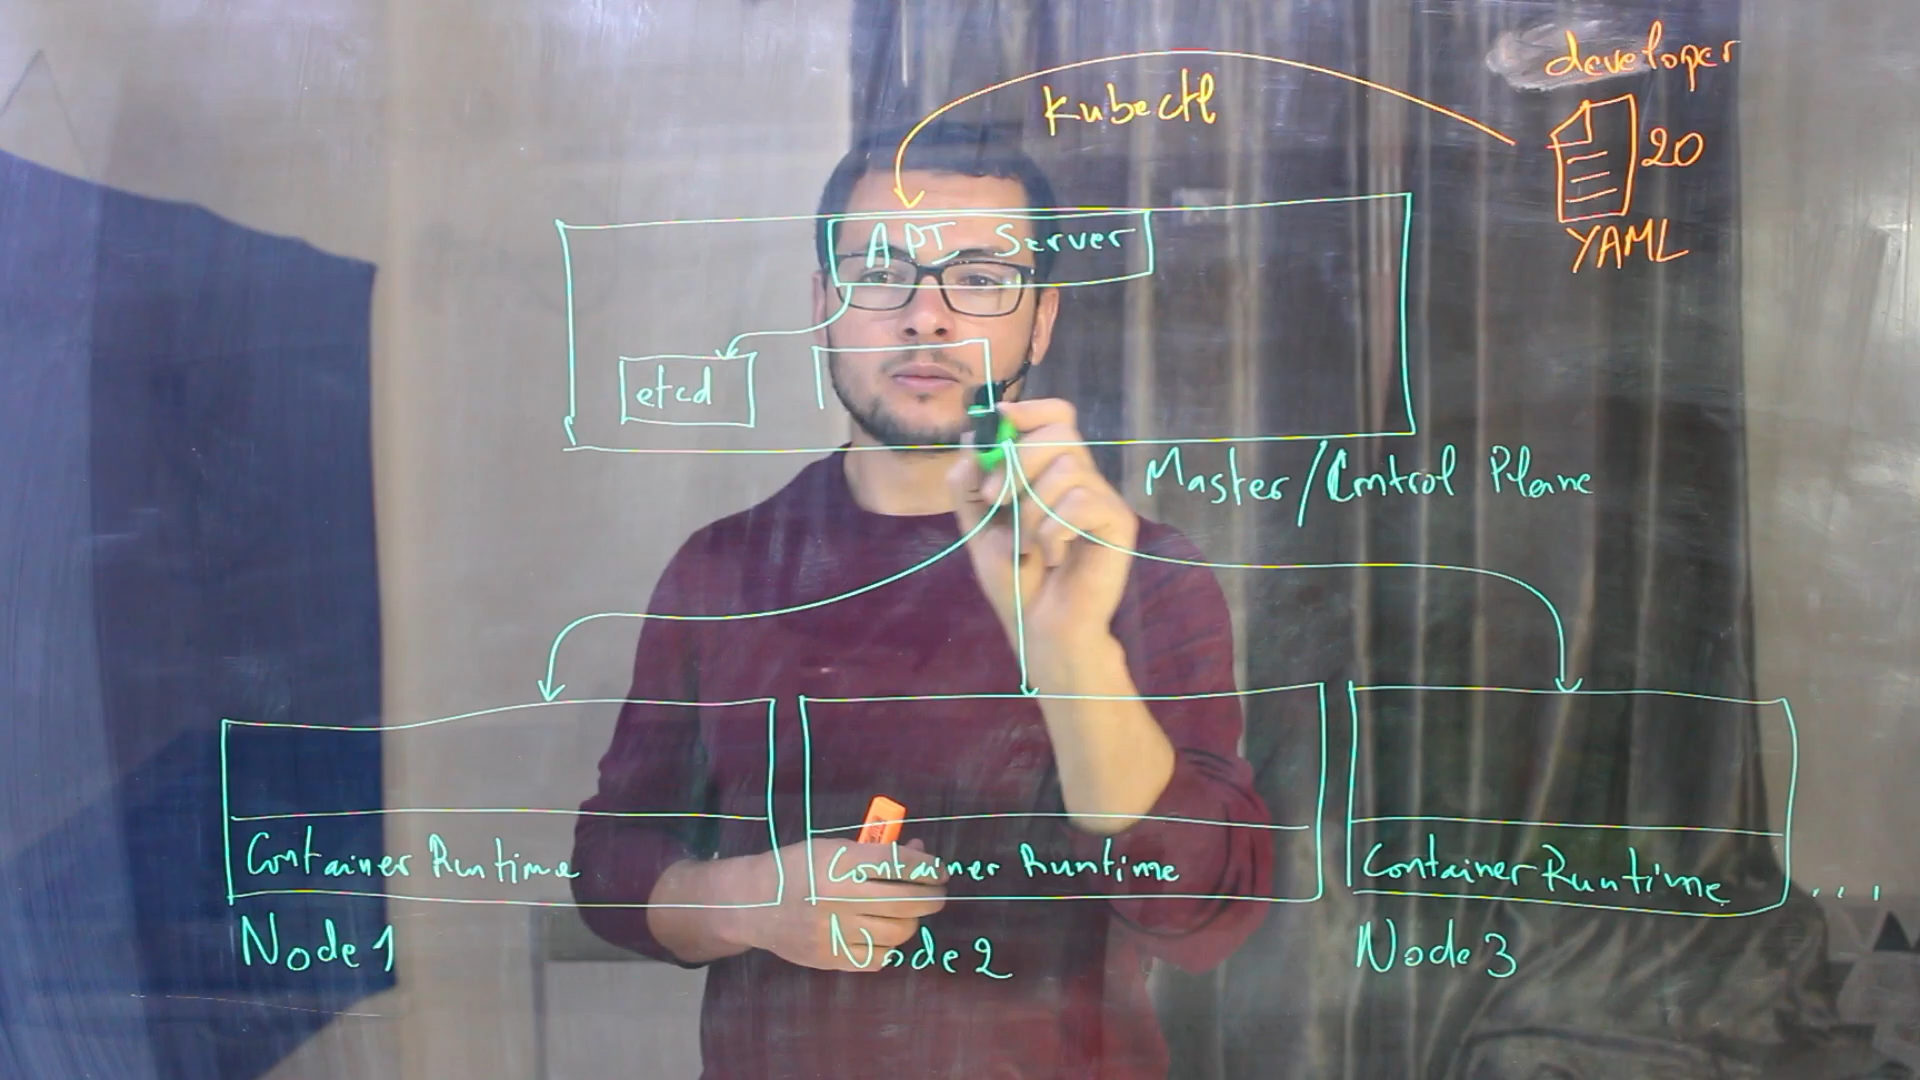 developer
Kubectl
20
YAML
API Server
etcd
Master/Control Plane
Container Runtime
Container Runtime
Container Runtime
...
Node 1
Node 2
Node 3